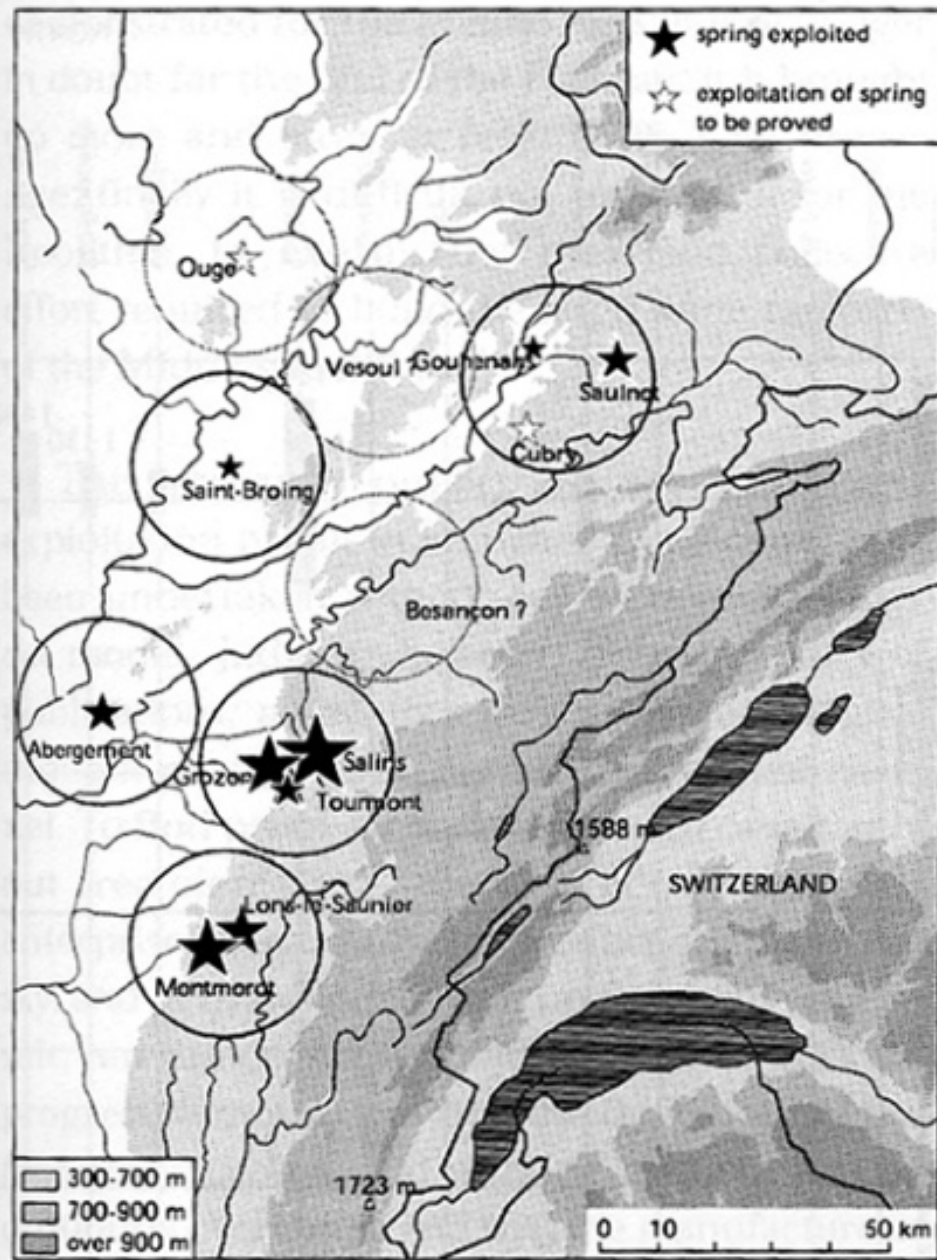 spring exploited
exploitation of spring
to be proved
Ouge
Vesoul ?
Gouhenans
Saulnot
Cubry
Saint-Broing
Besançon ?
Abergement
Grozon
Salins
Tourmont
1588 m
SWITZERLAND
Lons-le-Saunier
Montmorot
1723 m
300-700 m
700-900 m
over 900 m
0 10 50 km